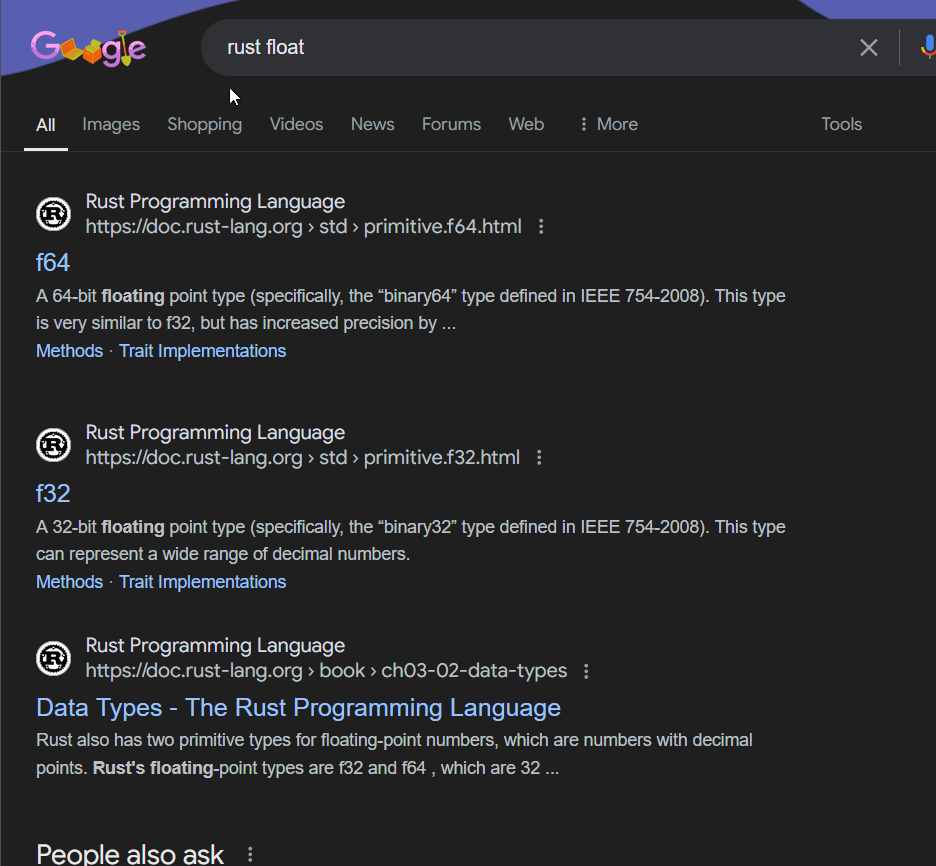 Google
rust float
All Images Shopping Videos News Forums Web More Tools
Rust Programming Language
https://doc.rust-lang.org › std › primitive.f64.html
f64
A 64-bit floating point type (specifically, the “binary64” type defined in IEEE 754-2008). This type
is very similar to f32, but has increased precision by ...
Methods · Trait Implementations
Rust Programming Language
https://doc.rust-lang.org › std › primitive.f32.html
f32
A 32-bit floating point type (specifically, the “binary32” type defined in IEEE 754-2008). This type
can represent a wide range of decimal numbers.
Methods · Trait Implementations
Rust Programming Language
https://doc.rust-lang.org › book › ch03-02-data-types
Data Types - The Rust Programming Language
Rust also has two primitive types for floating-point numbers, which are numbers with decimal
points. Rust's floating-point types are f32 and f64 , which are 32 ...
People also ask